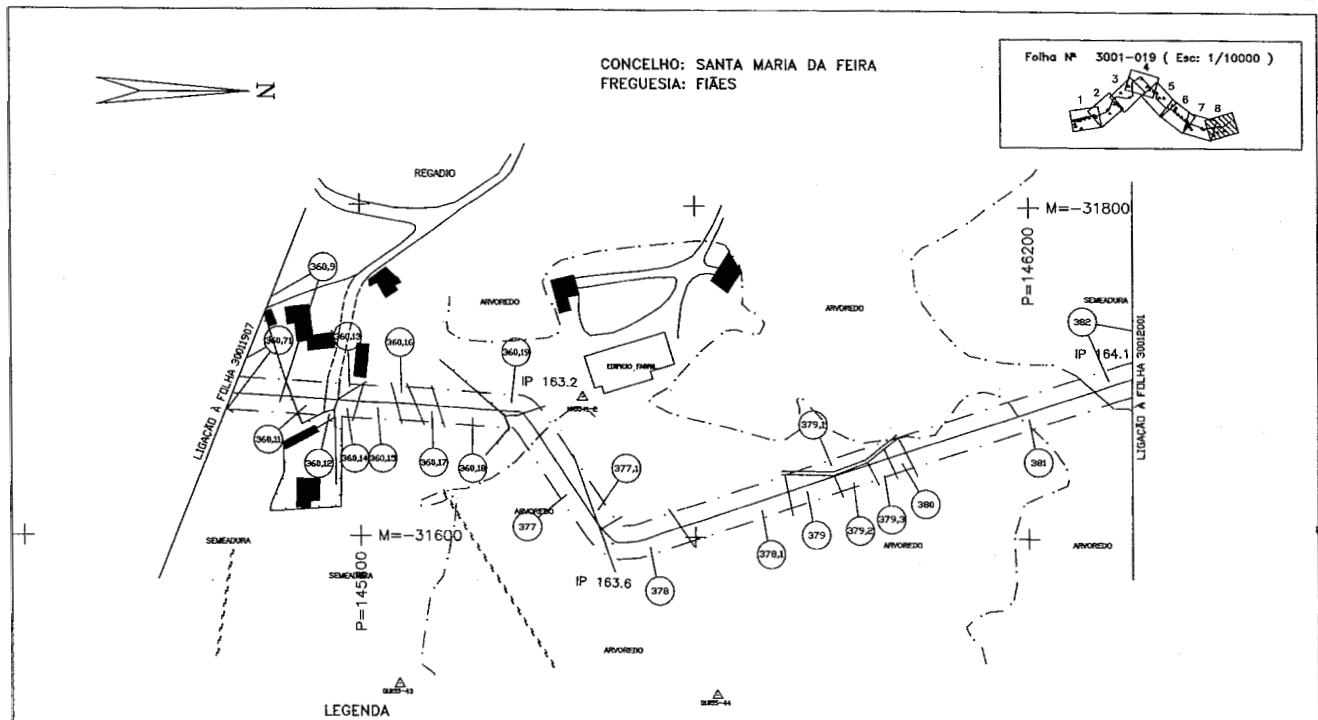 CONCELHO: SANTA MARIA DA FEIRA
FREGUESIA: FIÃES
Folha Nº 3001-019 ( Esc: 1/10000 )
1 2 3 4 5 6 7 8
N
REGADIO
M=-31800
P=146200
360,9
ARVOREDO
ARVOREDO
SEMEADURA
382
360,71
360,13
360,16
360,19
IP 164.1
LIGAÇÃO A FOLHA 30011907
LIGAÇÃO A FOLHA 30012001
EDIFICIO
IP 163.2
379,1
360,11
360,12
360,14
360,15
360,17
360,18
377,1
381
377
ARVOREDO
378,1
379
379,2
379,3
380
SEMEADURA
M=-31600
SEMEADURA
ARVOREDO
ARVOREDO
IP 163.6
378
ARVOREDO
LEGENDA